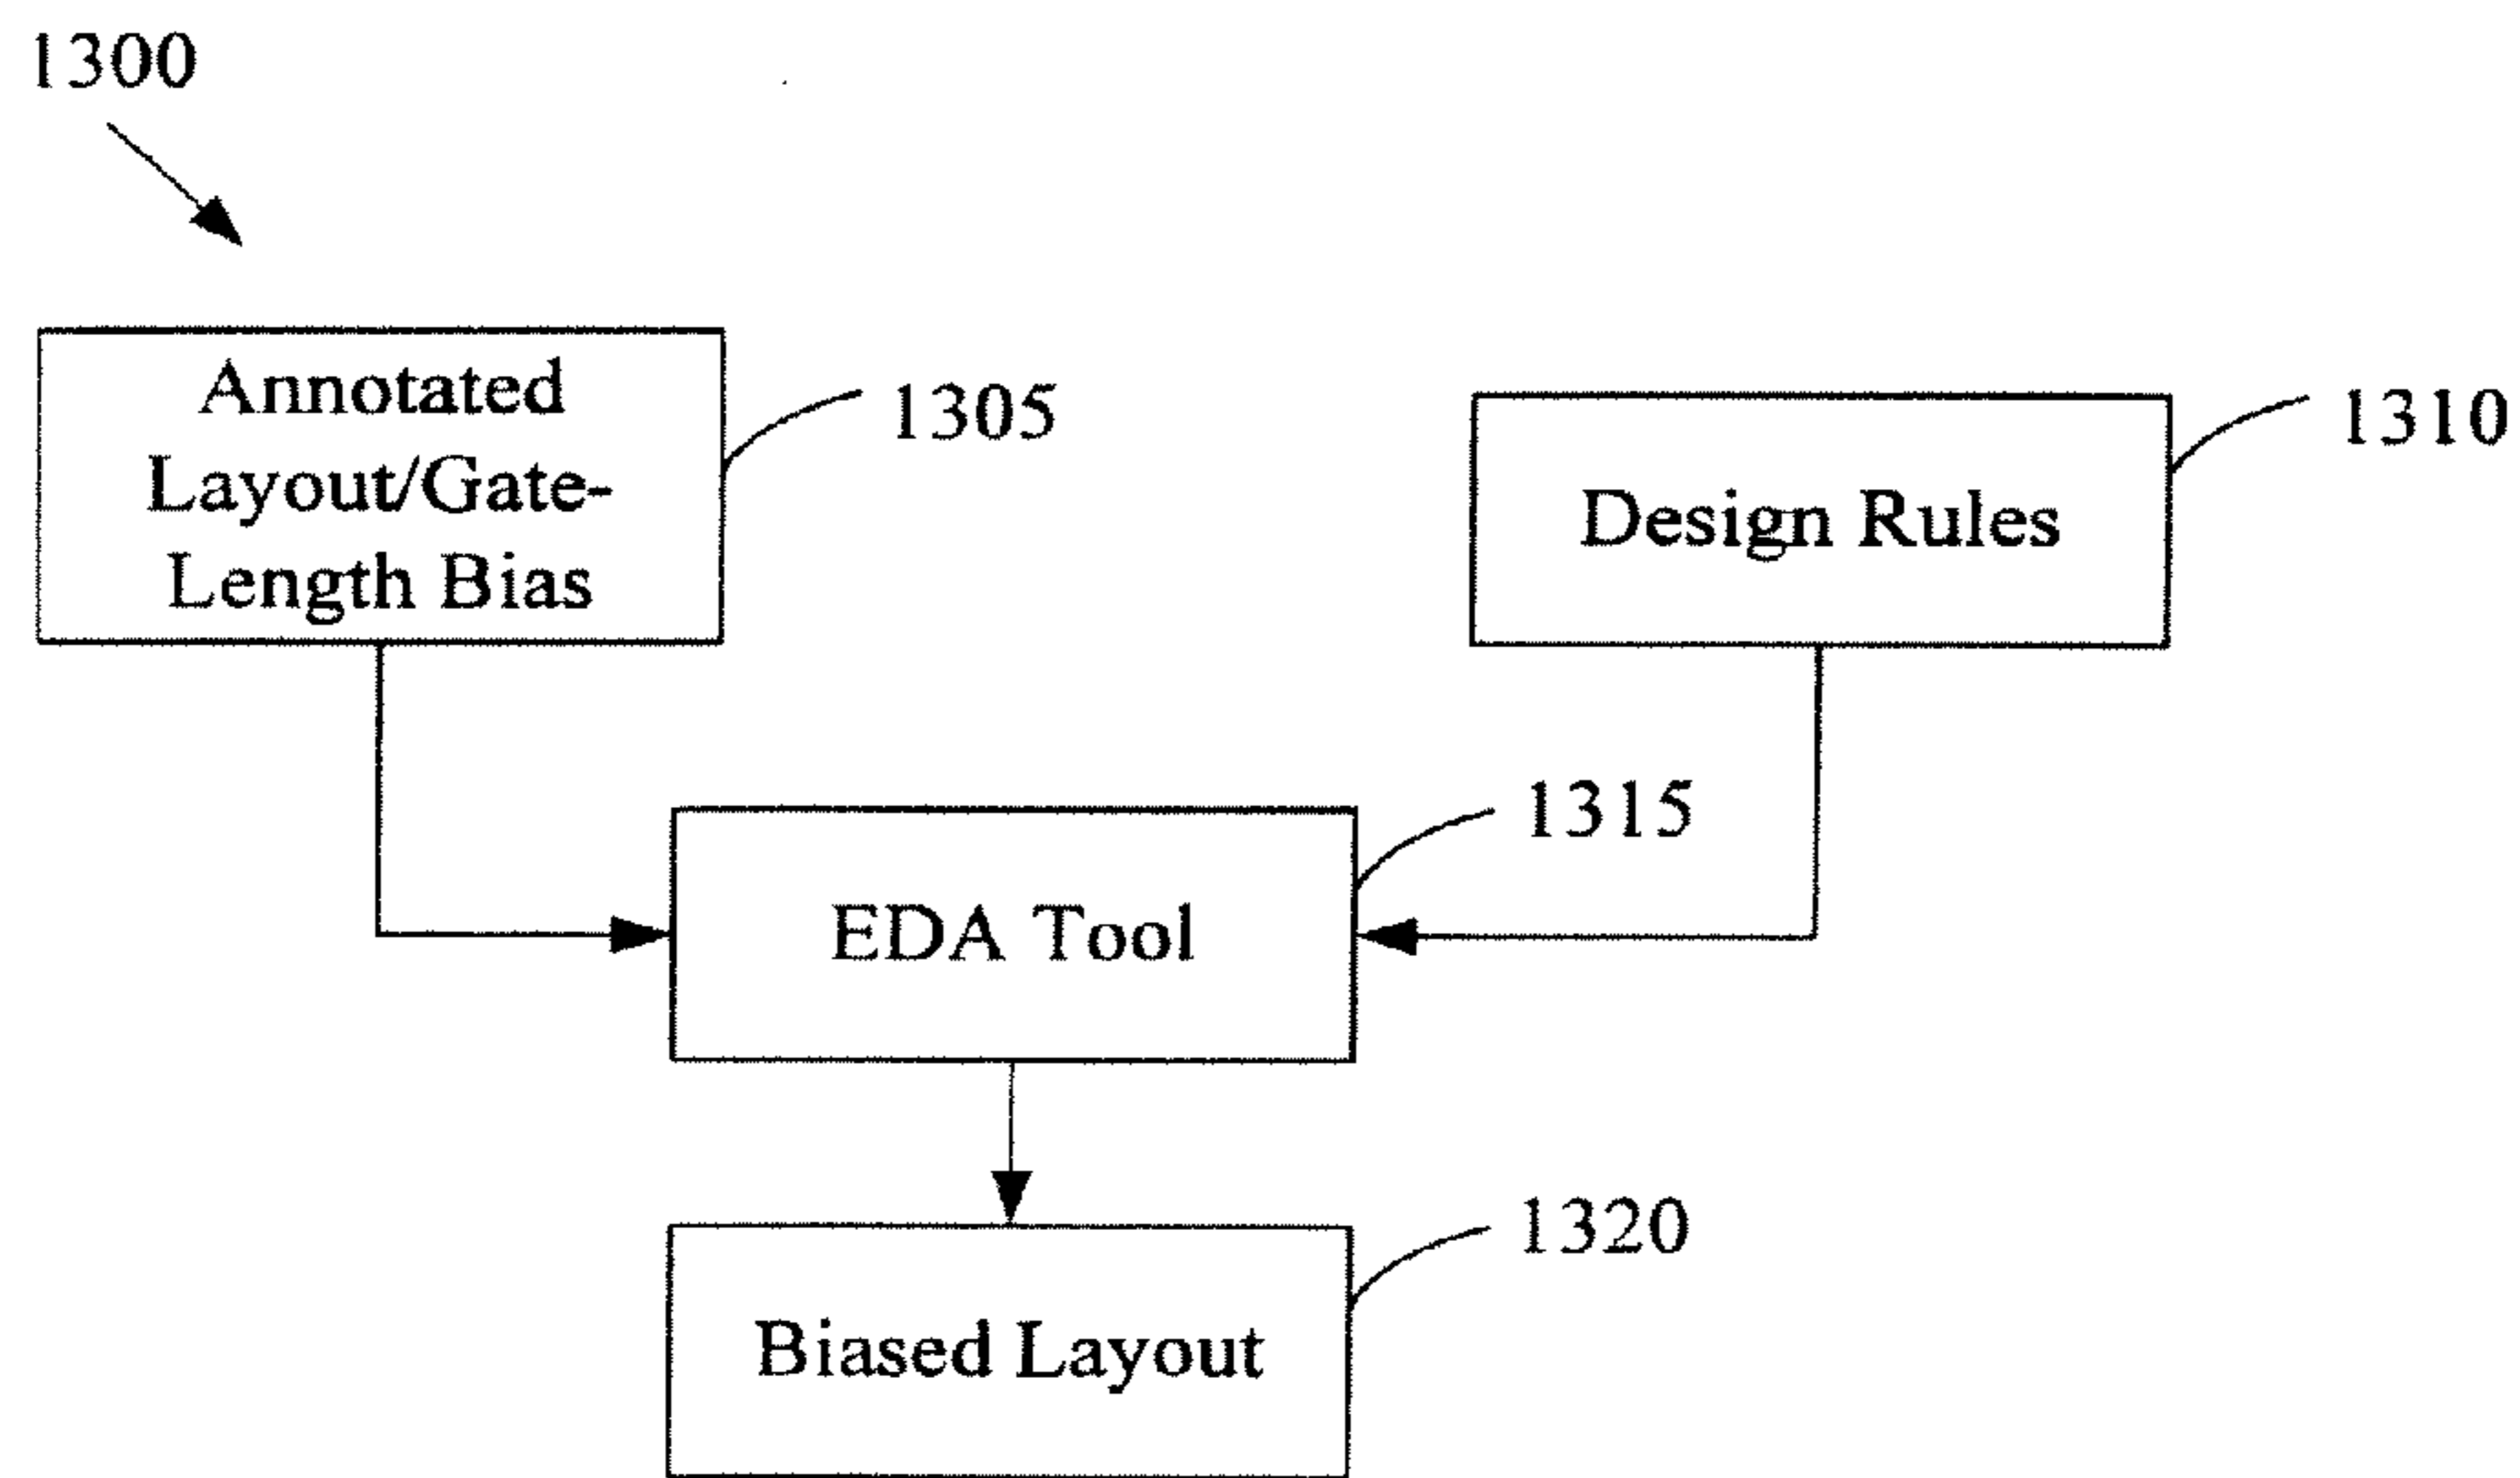 1300
Annotated
Layout/Gate-
Length Bias
1305
Design Rules
1310
EDA Tool
1315
Biased Layout
1320